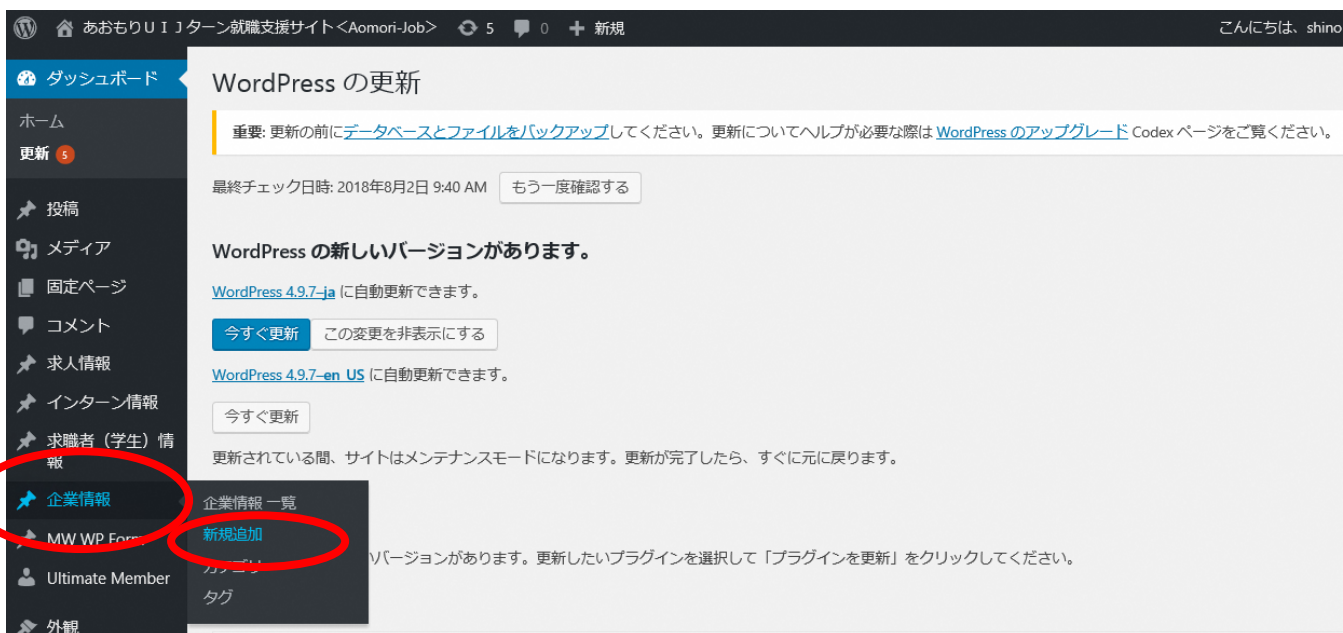 あおもりUIJターン就職支援サイト<Aomori-Job> 5 0 新規 こんにちは、shino
ダッシュボード
ホーム
更新 5
投稿
メディア
固定ページ
コメント
求人情報
インターン情報
求職者（学生）情
報
企業情報
MW WP Form
Ultimate Member
外観
企業情報 一覧
新規追加
カテゴリ
タグ
WordPress の更新
重要: 更新の前にデータベースとファイルをバックアップしてください。更新についてヘルプが必要な際は WordPress のアップグレード Codex ページをご覧ください。
最終チェック日時: 2018年8月2日 9:40 AM もう一度確認する
WordPress の新しいバージョンがあります。
WordPress 4.9.7–ja に自動更新できます。
今すぐ更新 この変更を非表示にする
WordPress 4.9.7–en_US に自動更新できます。
今すぐ更新
更新されている間、サイトはメンテナンスモードになります。更新が完了したら、すぐに元に戻ります。
バージョンがあります。更新したいプラグインを選択して「プラグインを更新」をクリックしてください。